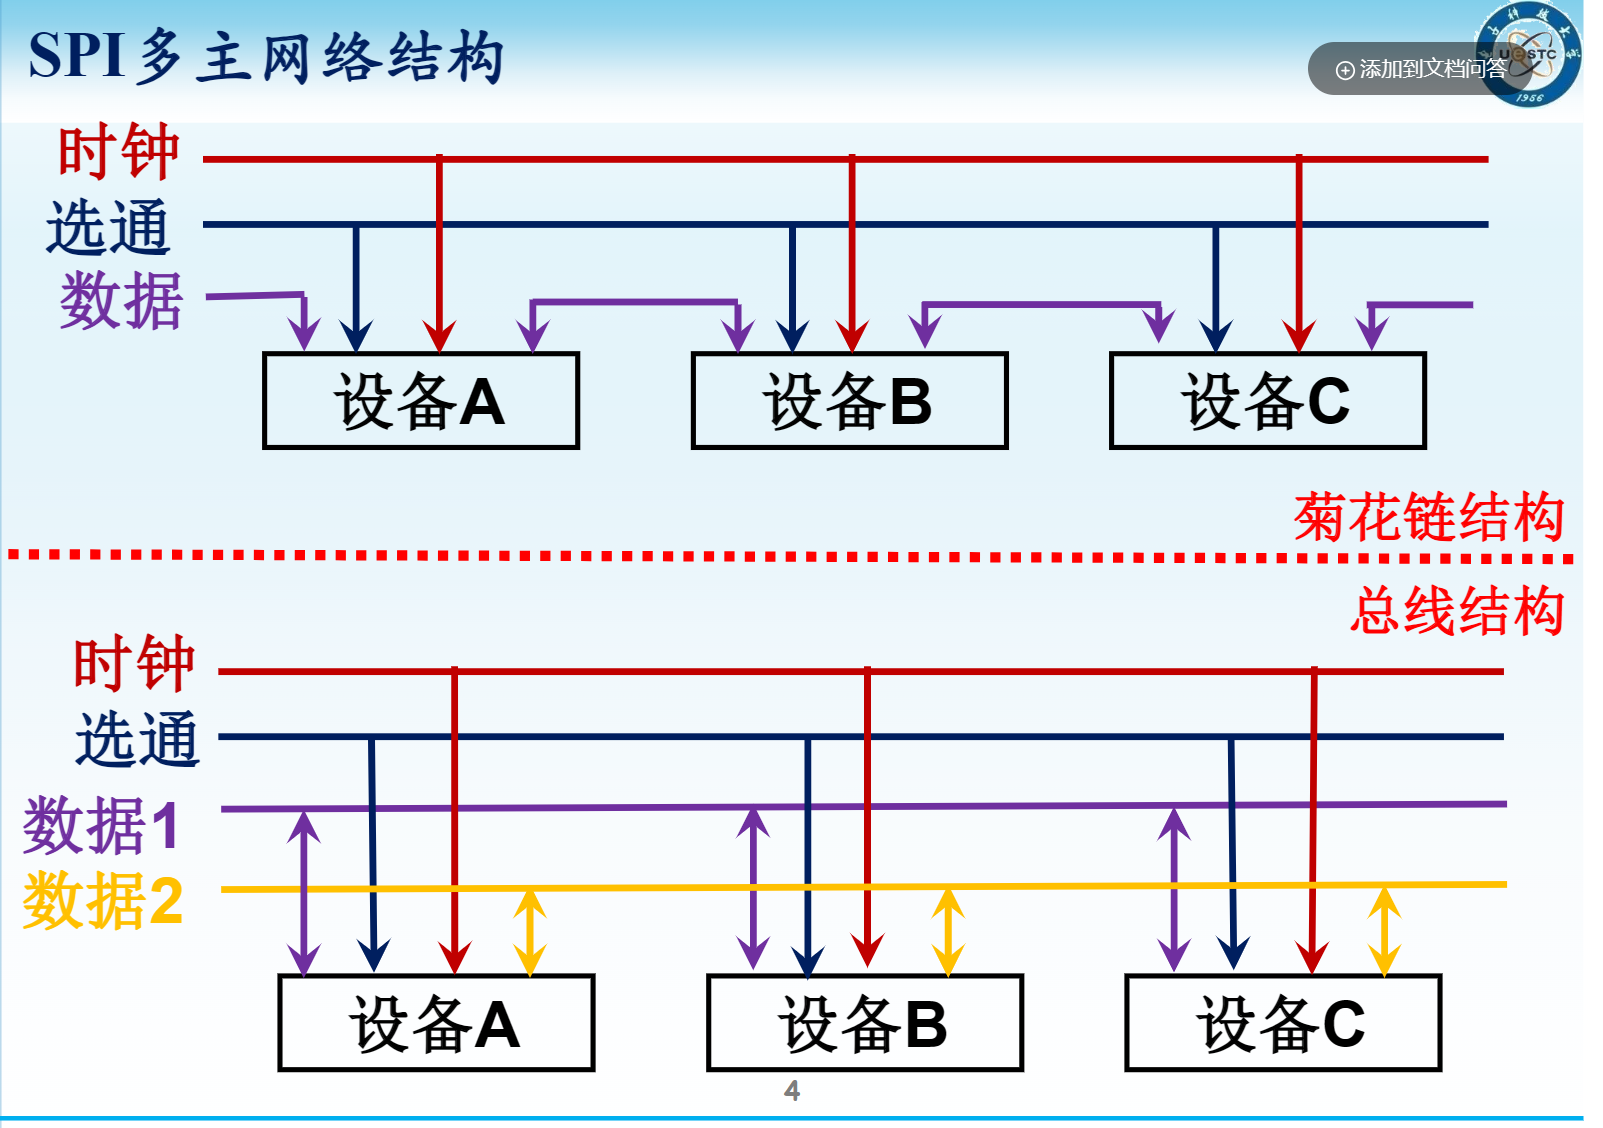 SPI多主网络结构
添加到文档问答
UESTC
1956
时钟
选通
数据
设备A
设备B
设备C
菊花链结构
总线结构
时钟
选通
数据1
数据2
设备A
设备B
设备C
4